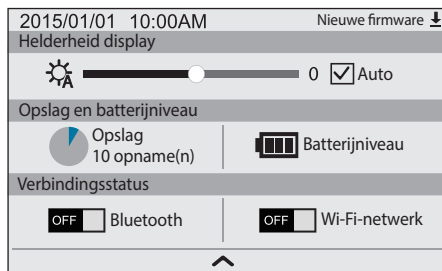 2015/01/01 10:00AM Nieuwe firmware
Helderheid display
A 0 Auto
Opslag en batterijniveau
Opslag
10 opname(n)
Batterijniveau
Verbindingsstatus
OFF Bluetooth OFF Wi-Fi-netwerk